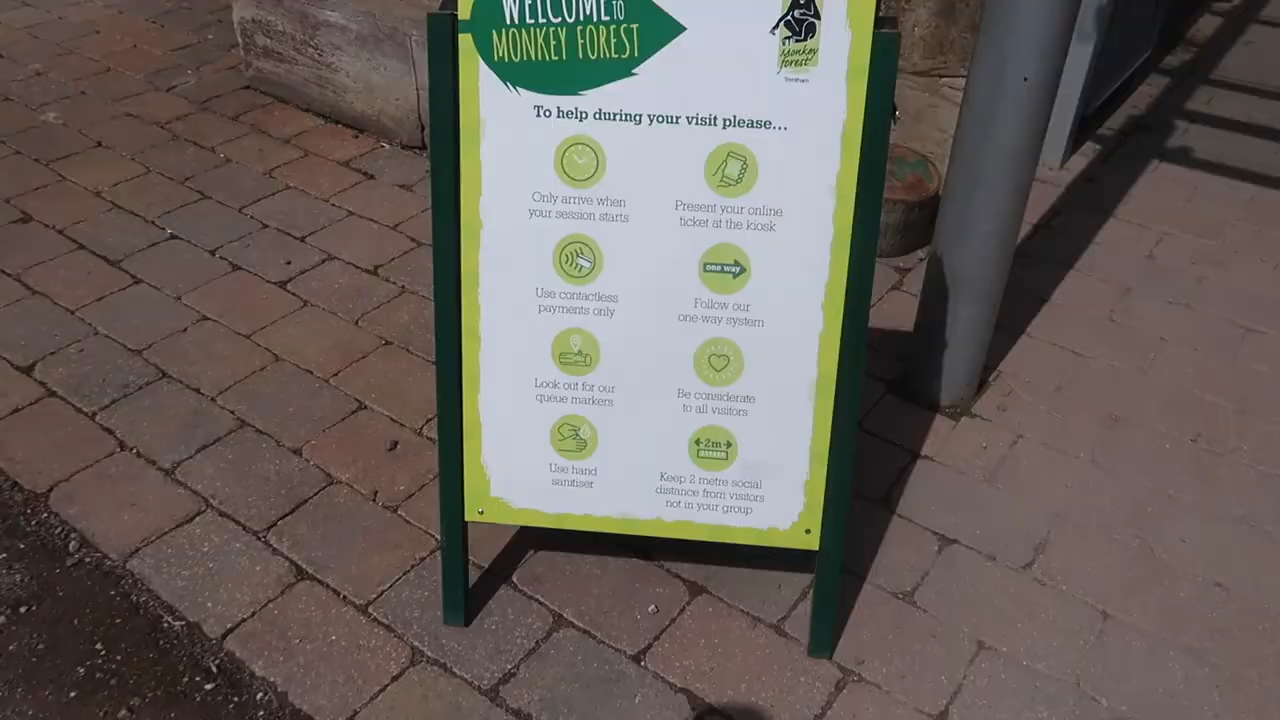 WELCOME TO
MONKEY FOREST
Monkey
forest
Trentham
To help during your visit please...
Only arrive when
your session starts
Present your online
ticket at the kiosk
Use contactless
payments only
one way
Follow our
one-way system
Look out for our
queue markers
Be considerate
to all visitors
Use hand
sanitiser
2m
Keep 2 metre social
distance from visitors
not in your group